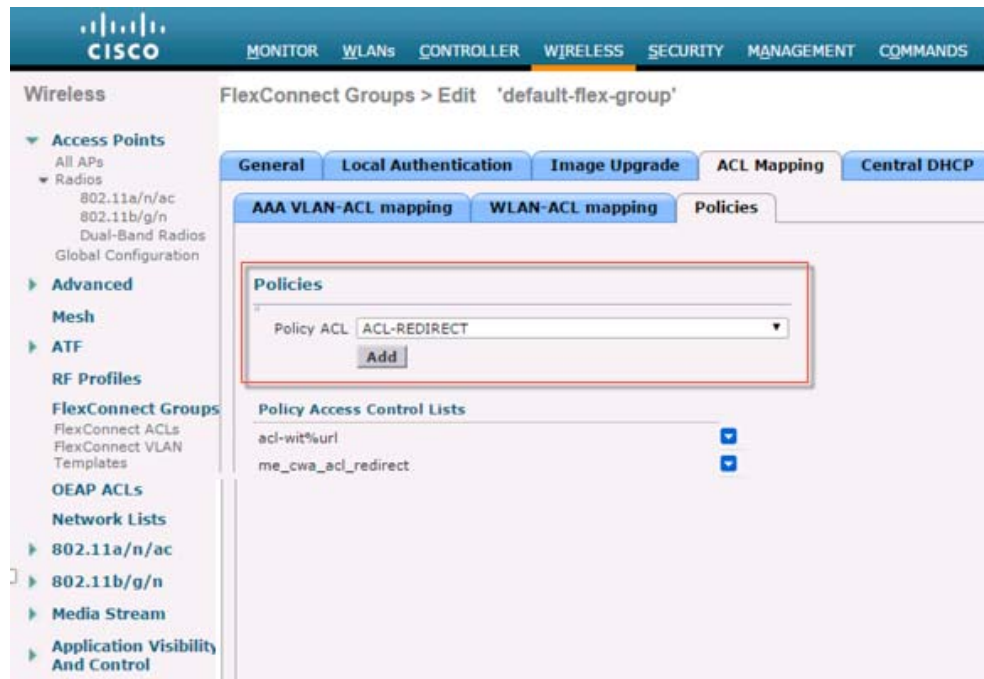 CISCO
MONITOR WLANs CONTROLLER WIRELESS SECURITY MANAGEMENT COMMANDS
Wireless
FlexConnect Groups > Edit 'default-flex-group'
Access Points
All APs
Radios
802.11a/n/ac
802.11b/g/n
Dual-Band Radios
Global Configuration
Advanced
Mesh
ATF
RF Profiles
FlexConnect Groups
FlexConnect ACLs
FlexConnect VLAN
Templates
OEAP ACLs
Network Lists
802.11a/n/ac
802.11b/g/n
Media Stream
Application Visibility
And Control
General Local Authentication Image Upgrade ACL Mapping Central DHCP
AAA VLAN-ACL mapping WLAN-ACL mapping Policies
Policies
Policy ACL ACL-REDIRECT
Add
Policy Access Control Lists
acl-wit%url
me_cwa_acl_redirect